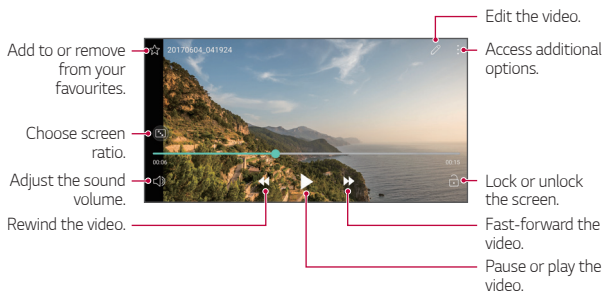 Edit the video.
Add to or remove
from your
favourites.
20170604_041924
Access additional
options.
Choose screen
ratio.
00:06
00:15
Adjust the sound
volume.
Lock or unlock
the screen.
Rewind the video.
Fast-forward the
video.
Pause or play the
video.